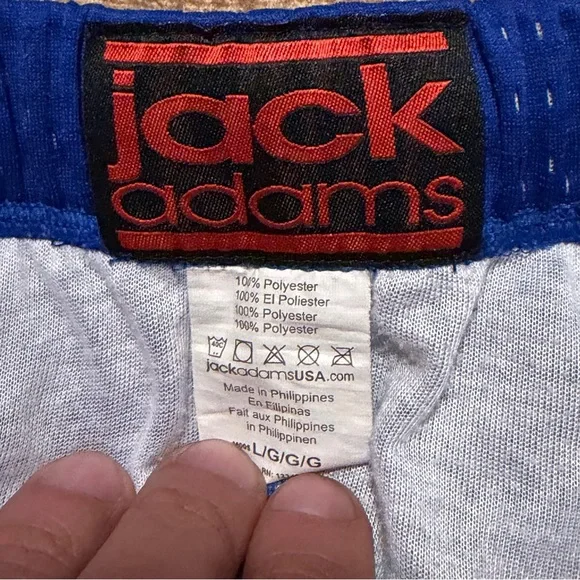 jack
adams
100% Polyester
100% El Poliester
100% Polyester
100% Polyester
jackadamsUSA.com
Made in Philippines
En Filipinas
Fait aux Philippines
in Philippinen
L/G/G/G
RN: